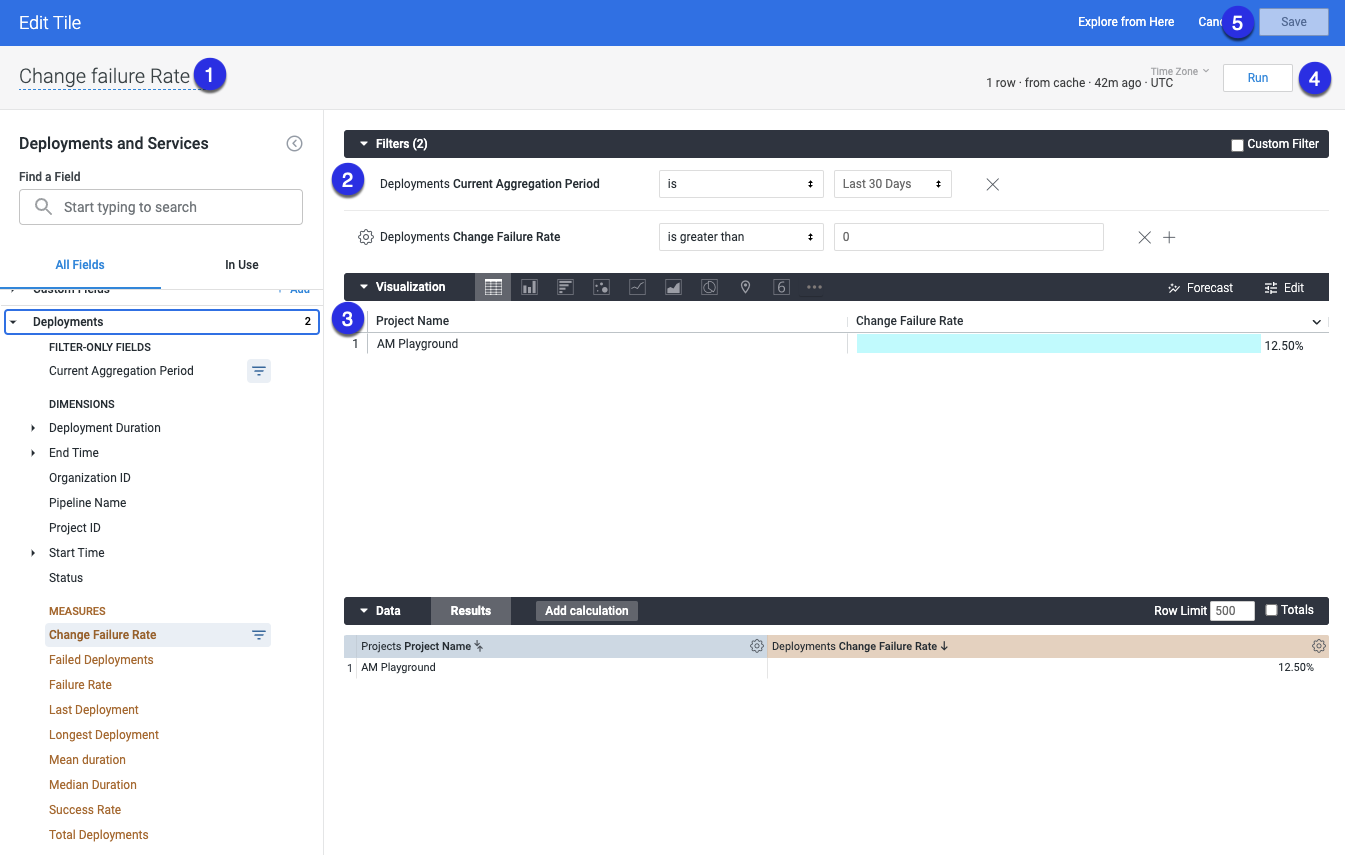 Edit Tile
Explore from Here
Canc
5
Save
Change failure Rate
1
Time Zone
1 row · from cache · 42m ago · UTC
Run
4
Deployments and Services
Find a Field
Start typing to search
All Fields
In Use
Custom Fields
+ Add
Deployments
2
FILTER-ONLY FIELDS
Current Aggregation Period
DIMENSIONS
Deployment Duration
End Time
Organization ID
Pipeline Name
Project ID
Start Time
Status
MEASURES
Change Failure Rate
Failed Deployments
Failure Rate
Last Deployment
Longest Deployment
Mean duration
Median Duration
Success Rate
Total Deployments
Filters (2)
Custom Filter
2
Deployments Current Aggregation Period
is
Last 30 Days
Deployments Change Failure Rate
is greater than
0
Visualization
6
Forecast
Edit
3
Project Name
Change Failure Rate
1
AM Playground
12.50%
Data
Results
Add calculation
Row Limit
500
Totals
Projects Project Name
Deployments Change Failure Rate
1
AM Playground
12.50%